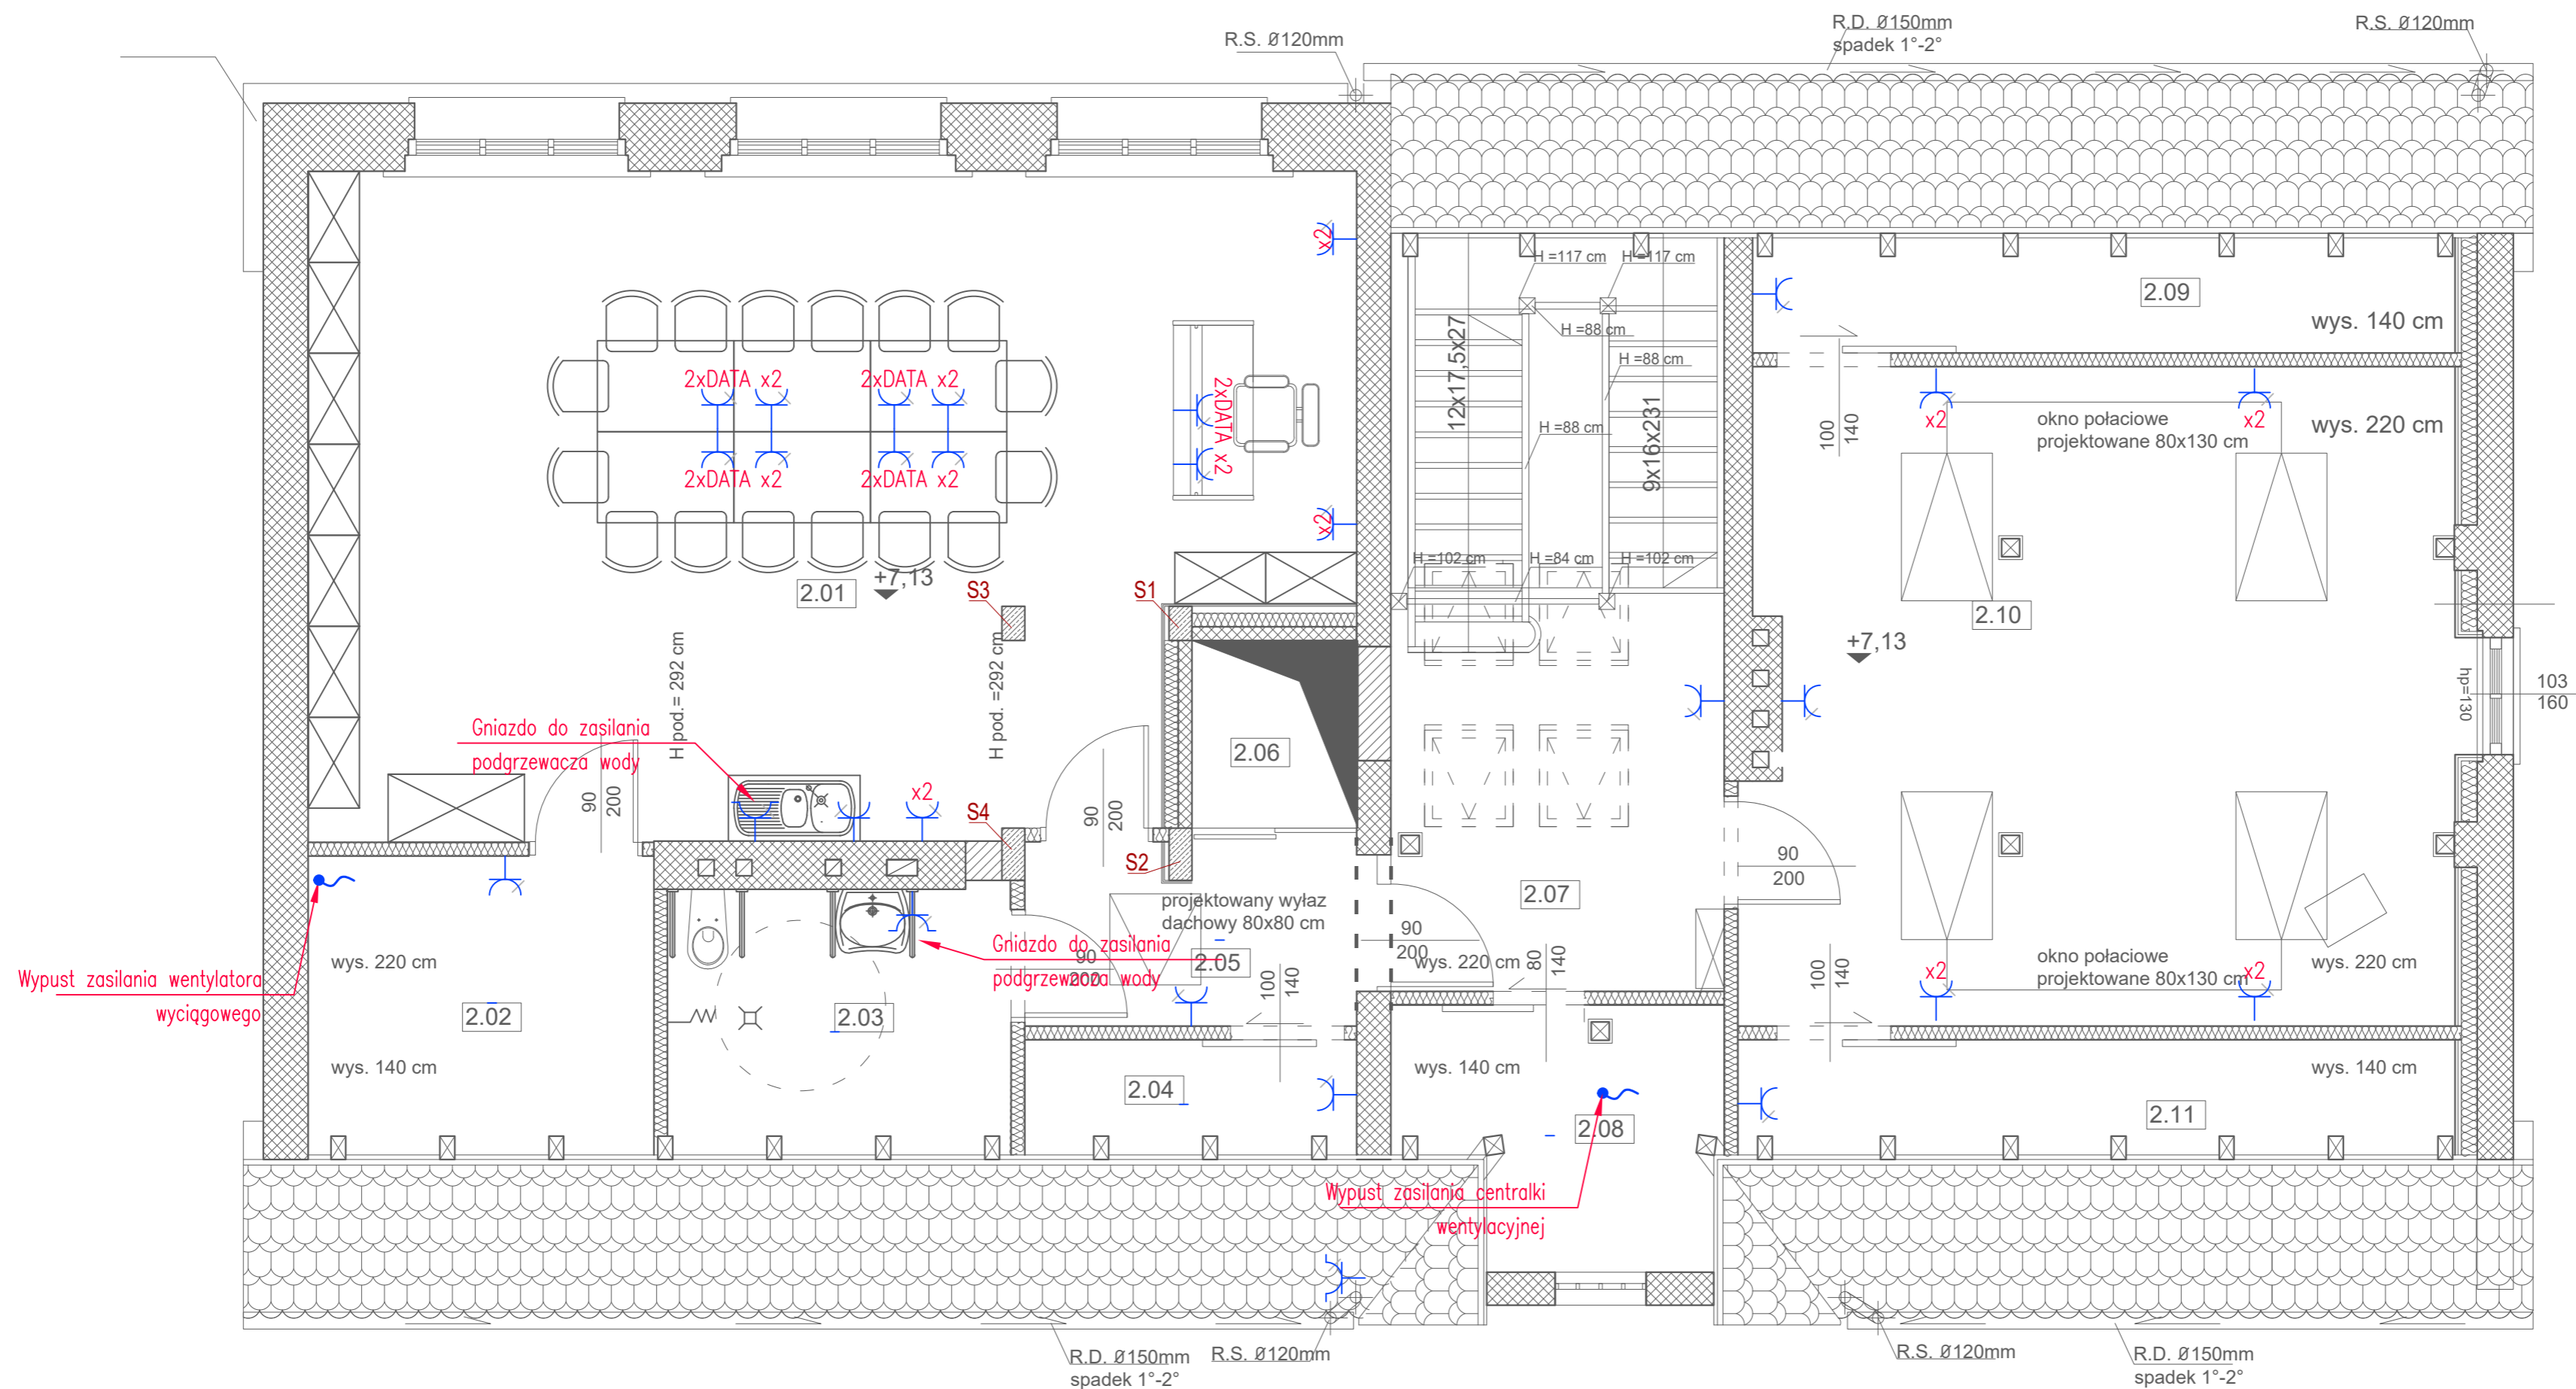 R.S. Ø120mm
R.D. Ø150mm
spadek 1°-2°
R.S. Ø120mm
x2
H =117 cm
H =117 cm
H =88 cm
H =88 cm
H =88 cm
12x17,5x27
9x16x231
2.09
wys. 140 cm
2xDATA x2
2xDATA x2
2xDATA x2
2xDATA x2
2xDATA x2
x2
100
140
x2
okno połaciowe
projektowane 80x130 cm
x2
wys. 220 cm
H =102 cm
H =84 cm
H =102 cm
2.01
+7,13
S3
S1
2.10
+7,13
H pod.= 292 cm
H pod. =292 cm
hp=130
103
160
Gniazdo do zasilania
podgrzewacza wody
2.06
90
200
x2
S4
90
200
S2
90
200
projektowany wyłaz
dachowy 80x80 cm
2.07
90
200
Gniazdo do zasilania
podgrzewacza wody
90
200
2.05
100
140
wys. 220 cm
80
140
100
140
x2
okno połaciowe
projektowane 80x130 cm
x2
wys. 220 cm
Wypust zasilania wentylatora
wyciągowego
wys. 220 cm
2.02
2.03
wys. 140 cm
2.04
wys. 140 cm
2.08
wys. 140 cm
2.11
Wypust zasilania centralki
wentylacyjnej
R.D. Ø150mm
spadek 1°-2°
R.S. Ø120mm
R.S. Ø120mm
R.D. Ø150mm
spadek 1°-2°